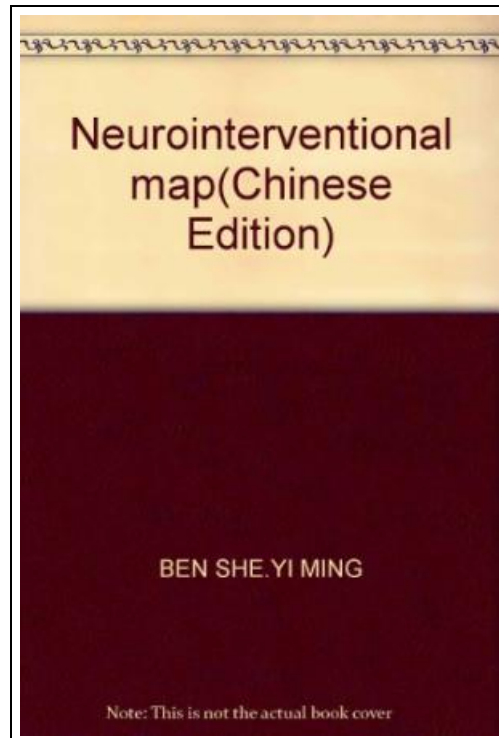 Neurointerventional
map(Chinese
Edition)
BEN SHE.YI MING
Note: This is not the actual book cover